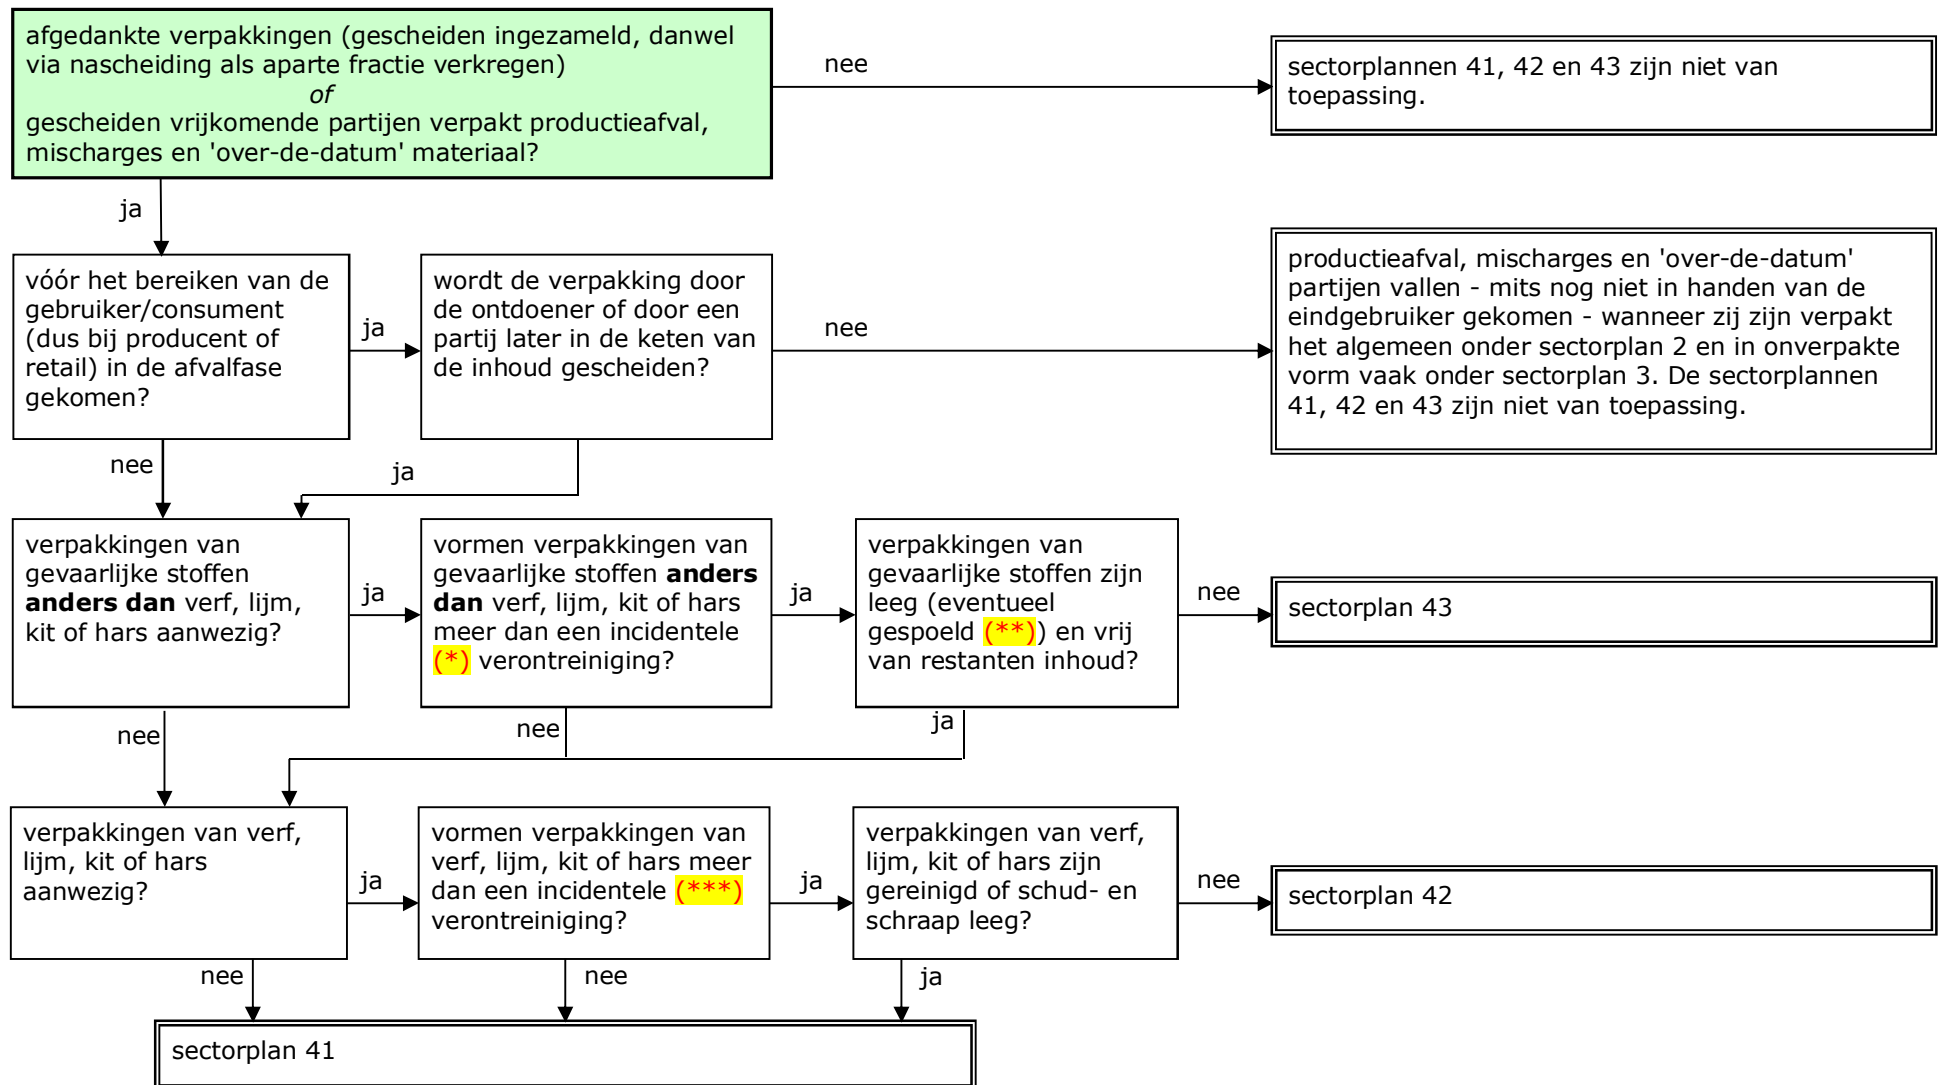 afgedankte verpakkingen (gescheiden ingezameld, danwel
via nascheiding als aparte fractie verkregen)
of
gescheiden vrijkomende partijen verpakt productieafval,
mischarges en 'over-de-datum' materiaal?
nee
sectorplannen 41, 42 en 43 zijn niet van
toepassing.
ja
vóór het bereiken van de
gebruiker/consument
(dus bij producent of
retail) in de afvalfase
gekomen?
ja
wordt de verpakking door
de ontdoener of door een
partij later in de keten van
de inhoud gescheiden?
nee
productieafval, mischarges en 'over-de-datum'
partijen vallen - mits nog niet in handen van de
eindgebruiker gekomen - wanneer zij zijn verpakt
het algemeen onder sectorplan 2 en in onverpakte
vorm vaak onder sectorplan 3. De sectorplannen
41, 42 en 43 zijn niet van toepassing.
nee
ja
verpakkingen van
gevaarlijke stoffen
anders dan verf, lijm,
kit of hars aanwezig?
ja
vormen verpakkingen van
gevaarlijke stoffen anders
dan verf, lijm, kit of hars
meer dan een incidentele
(*) verontreiniging?
ja
verpakkingen van
gevaarlijke stoffen zijn
leeg (eventueel
gespoeld (**)) en vrij
van restanten inhoud?
nee
sectorplan 43
nee
nee
ja
verpakkingen van verf,
lijm, kit of hars
aanwezig?
ja
vormen verpakkingen van
verf, lijm, kit of hars meer
dan een incidentele (***)
verontreiniging?
ja
verpakkingen van verf,
lijm, kit of hars zijn
gereinigd of schud- en
schraap leeg?
nee
sectorplan 42
nee
nee
ja
sectorplan 41